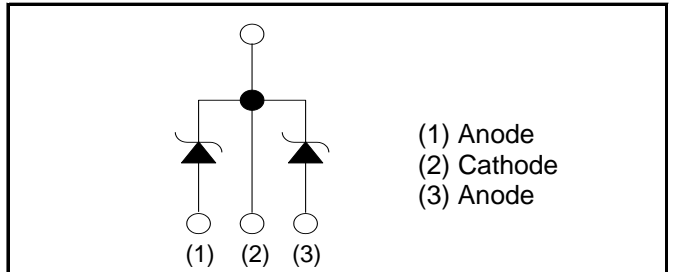 (1) Anode
(2) Cathode
(3) Anode
(1) (2) (3)